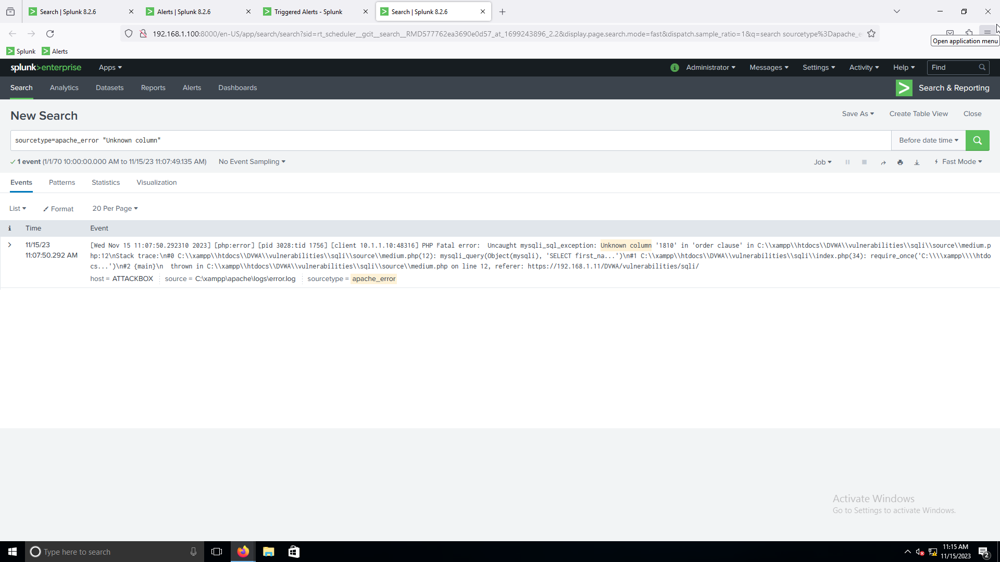 Search | Splunk 8.2.6
Alerts | Splunk 8.2.6
Triggered Alerts - Splunk
Search | Splunk 8.2.6
192.168.1.100:8000/en-US/app/search/search?sid=rt_scheduler__gcit__search__RMD577762ea3690e0d57_at_1699243896_2.2&display.page.search.mode=fast&dispatch.sample_ratio=1&q=search sourcetype%3Dapache_e
Open application menu
Splunk
Alerts
splunk>enterprise
Apps
i
Administrator
Messages
Settings
Activity
Help
Find
Search
Analytics
Datasets
Reports
Alerts
Dashboards
Search & Reporting
New Search
Save As
Create Table View
Close
sourcetype=apache_error "Unknown column"
Before date time
1 event (1/1/70 10:00:00.000 AM to 11/15/23 11:07:49.135 AM)
No Event Sampling
Job
Fast Mode
Events
Patterns
Statistics
Visualization
List
Format
20 Per Page
i
Time
Event
11/15/23
11:07:50.292 AM
[Wed Nov 15 11:07:50.292310 2023] [php:error] [pid 3028:tid 1756] [client 10.1.1.10:48316] PHP Fatal error:  Uncaught mysqli_sql_exception: Unknown column '1810' in 'order clause' in C:\\xampp\\htdocs\\DVWA\\vulnerabilities\\sqli\\source\\medium.p
hp:12\nStack trace:\n#0 C:\\xampp\\htdocs\\DVWA\\vulnerabilities\\sqli\\source\\medium.php(12): mysqli_query(Object(mysqli), 'SELECT first_na...')\n#1 C:\\xampp\\htdocs\\DVWA\\vulnerabilities\\sqli\\index.php(34): require_once('C:\\\\xampp\\\\htdo
cs...')\n#2 {main}\n  thrown in C:\\xampp\\htdocs\\DVWA\\vulnerabilities\\sqli\\source\\medium.php on line 12, referer: https://192.168.1.11/DVWA/vulnerabilities/sqli/
host = ATTACKBOX
source = C:\xampp\apache\logs\error.log
sourcetype = apache_error
Activate Windows
Go to Settings to activate Windows.
Type here to search
11:15 AM
11/15/2023
2